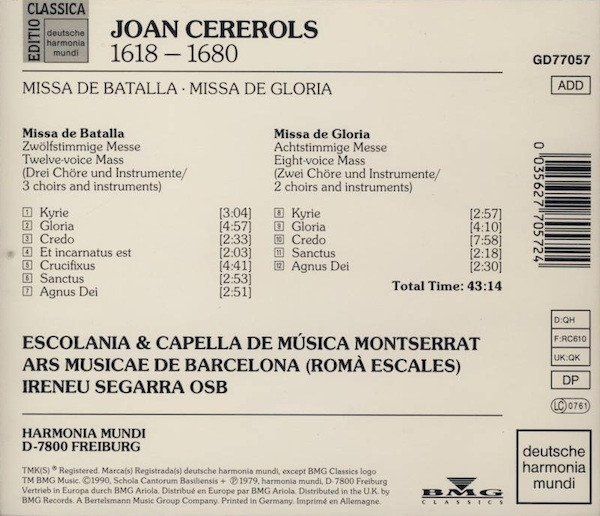 EDITIO
CLASSICA
deutsche
harmonia
mundi
JOAN CEREROLS
1618 – 1680
GD77057
MISSA DE BATALLA · MISSA DE GLORIA
ADD
Missa de Batalla
Zwölfstimmige Messe
Twelve-voice Mass
(Drei Chöre und Instrumente/
3 choirs and instruments)
1 Kyrie [3:04]
2 Gloria [4:57]
3 Credo [2:33]
4 Et incarnatus est [2:03]
5 Crucifixus [4:41]
6 Sanctus [2:53]
7 Agnus Dei [2:51]
Missa de Gloria
Achtstimmige Messe
Eight-voice Mass
(Zwei Chöre und Instrumente/
2 choirs and instruments)
8 Kyrie [2:57]
9 Gloria [4:10]
10 Credo [7:58]
11 Sanctus [2:18]
12 Agnus Dei [2:30]
Total Time: 43:14
0 035627 705724
ESCOLANIA & CAPELLA DE MÚSICA MONTSERRAT
ARS MUSICAE DE BARCELONA (ROMÀ ESCALES)
IRENEU SEGARRA OSB
D:QH
F:RC610
UK:QK
DP
LC 0761
HARMONIA MUNDI
D-7800 FREIBURG
TMK(S) ® Registered. Marca(s) Registrada(s) deutsche harmonia mundi, except BMG Classics logo
TM BMG Music. ©1990, Schola Cantorum Basiliensis + ℗1979, harmonia mundi, D-7800 Freiburg
Vertrieb in Europa durch BMG Ariola. Distribué en Europe par BMG Ariola. Distributed in the U.K. by
BMG Records. A Bertelsmann Music Group Company. Printed in Germany. Imprimé en Allemagne.
BMG
CLASSICS
deutsche
harmonia
mundi